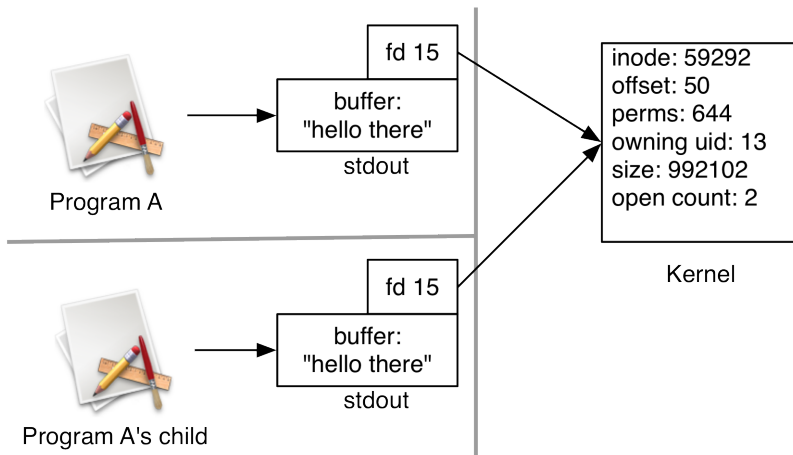 fd 15
buffer:
"hello there"
stdout
Program A
inode: 59292
offset: 50
perms: 644
owning uid: 13
size: 992102
open count: 2
Kernel
fd 15
buffer:
"hello there"
stdout
Program A's child